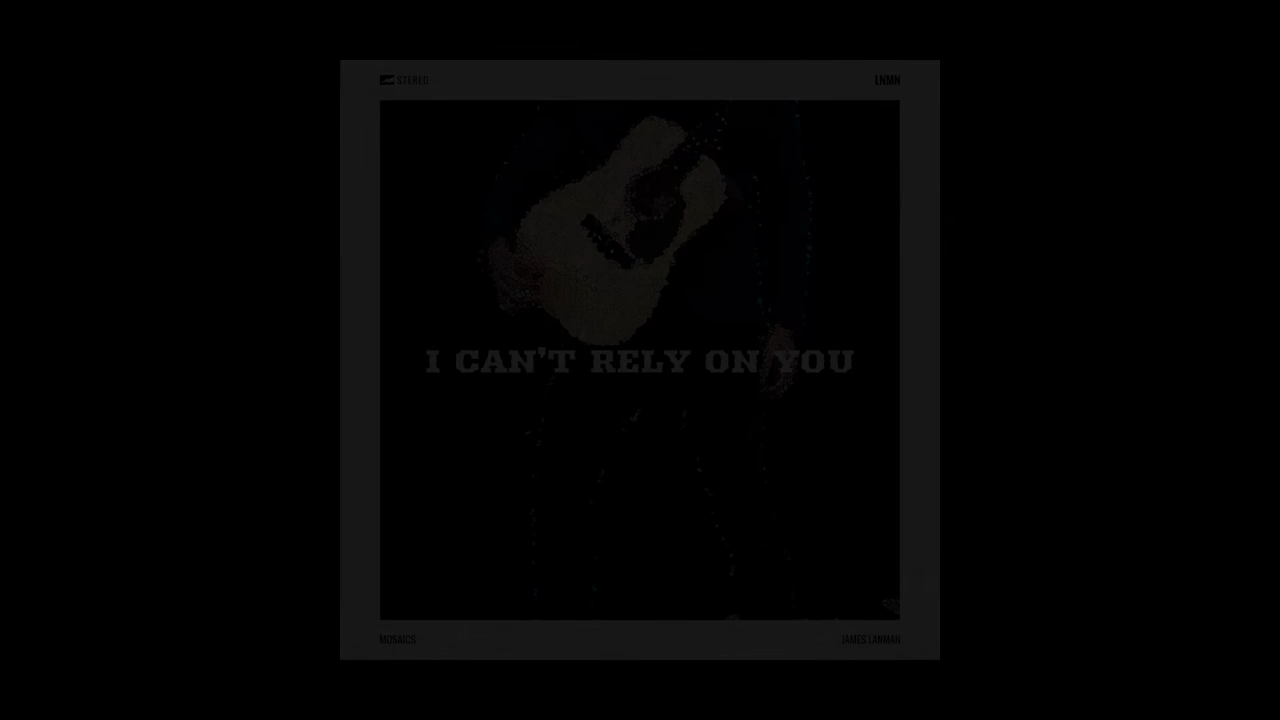 STEREO
LNMN
I CAN'T RELY ON YOU
MOSAICS
JAMES LANMAN